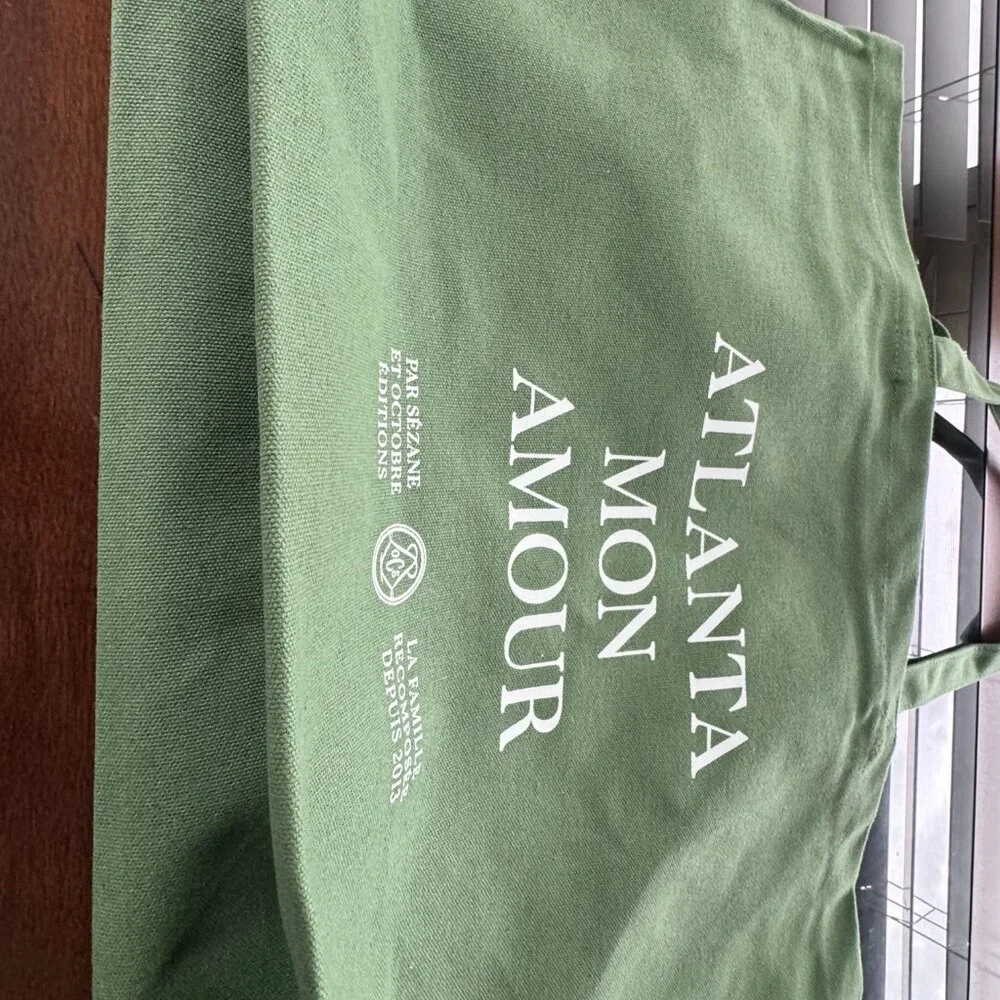 ATLANTA
MON
AMOUR
PAR SÉZANE
ET OCTOBRE
ÉDITIONS
LA FAMILLE
RECOMPOSÉE
DEPUIS 2013